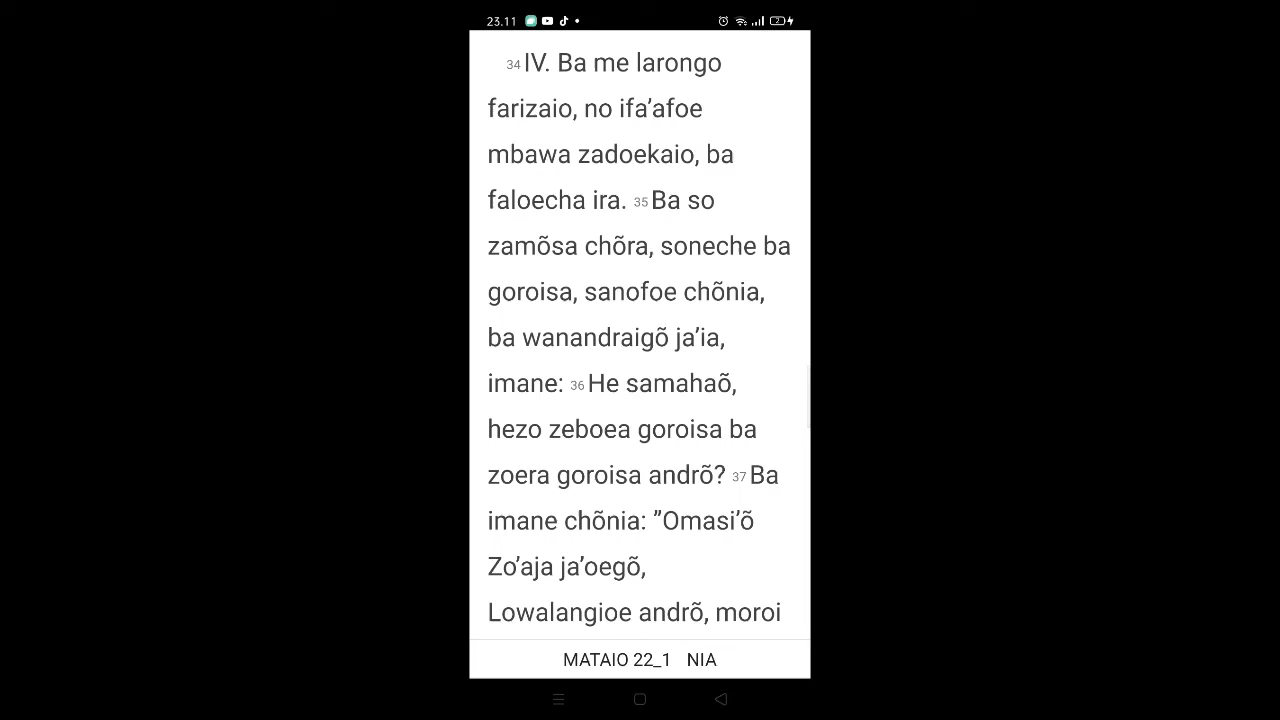 23.11
2
34 IV. Ba me larongo
farizaio, no ifa’afoe
mbawa zadoekaio, ba
faloecha ira. 35 Ba so
zamõsa chõra, soneche ba
goroisa, sanofoe chõnia,
ba wanandraigõ ja’ia,
imane: 36 He samahaõ,
hezo zeboea goroisa ba
zoera goroisa andrõ? 37 Ba
imane chõnia: ”Omasi’õ
Zo’aja ja’oegõ,
Lowalangioe andrõ, moroi
MATAIO 22_1 NIA